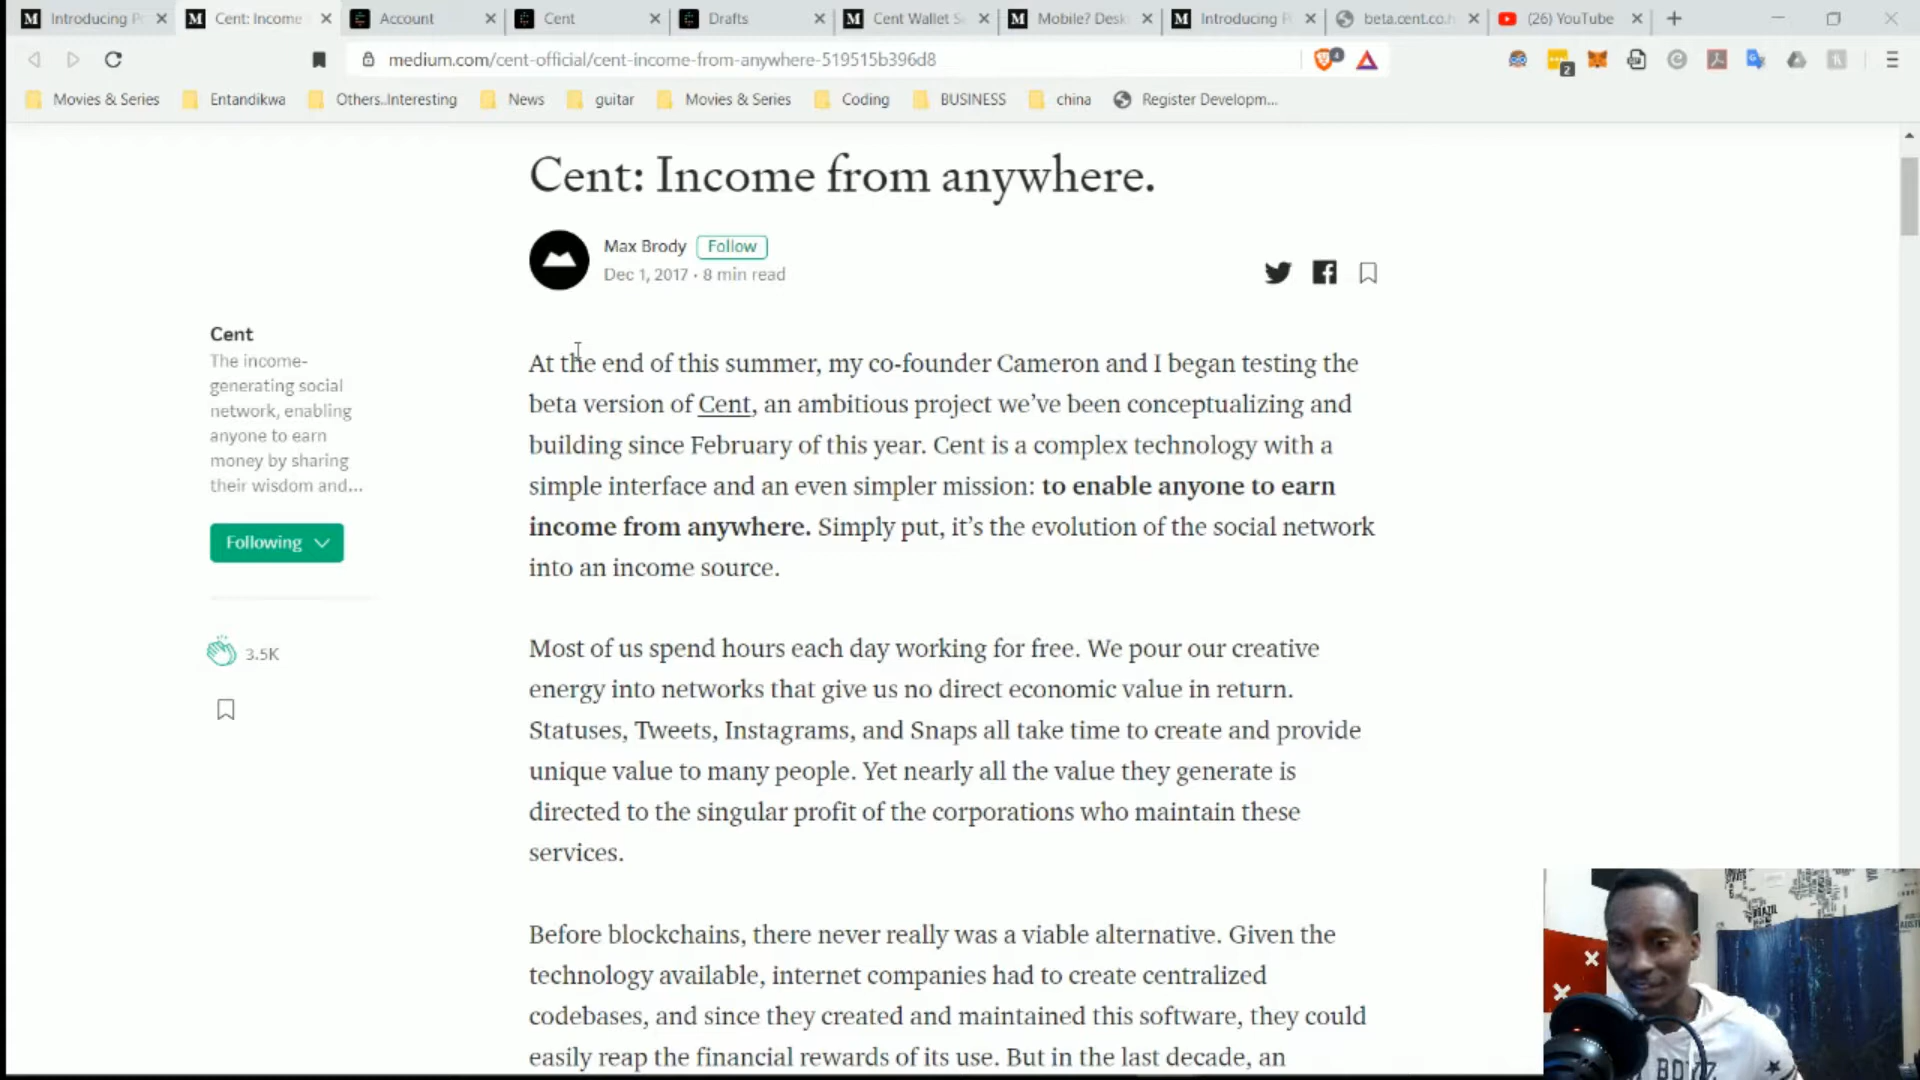 Introducing P
Cent: Income
Account
Cent
Drafts
Cent Wallet S
Mobile? Desk
Introducing P
beta.cent.co
(26) YouTube
medium.com/cent-official/cent-income-from-anywhere-519515b396d8
4
2
Movies & Series
Entandikwa
Others..Interesting
News
guitar
Movies & Series
Coding
BUSINESS
china
Register Developm...
Cent: Income from anywhere.
Max Brody Follow
Dec 1, 2017 · 8 min read
Cent
The income-
generating social
network, enabling
anyone to earn
money by sharing
their wisdom and...
Following
3.5K
At the end of this summer, my co-founder Cameron and I began testing the
beta version of Cent, an ambitious project we’ve been conceptualizing and
building since February of this year. Cent is a complex technology with a
simple interface and an even simpler mission: to enable anyone to earn
income from anywhere. Simply put, it’s the evolution of the social network
into an income source.
Most of us spend hours each day working for free. We pour our creative
energy into networks that give us no direct economic value in return.
Statuses, Tweets, Instagrams, and Snaps all take time to create and provide
unique value to many people. Yet nearly all the value they generate is
directed to the singular profit of the corporations who maintain these
services.
Before blockchains, there never really was a viable alternative. Given the
technology available, internet companies had to create centralized
codebases, and since they created and maintained this software, they could
easily reap the financial rewards of its use. But in the last decade, an
BRAZIL